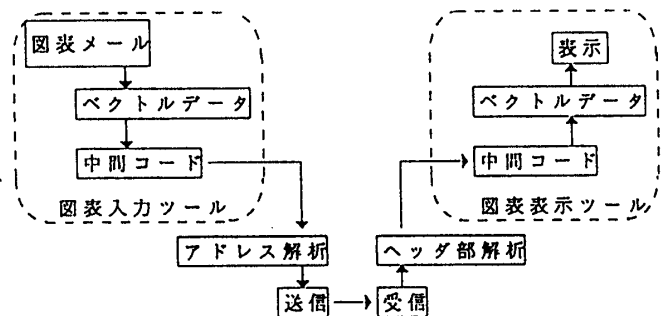 図表メール
表示
ベクトルデータ
ベクトルデータ
中間コード
中間コード
図表入力ツール
図表表示ツール
アドレス解析
ヘッダ部解析
送信
受信